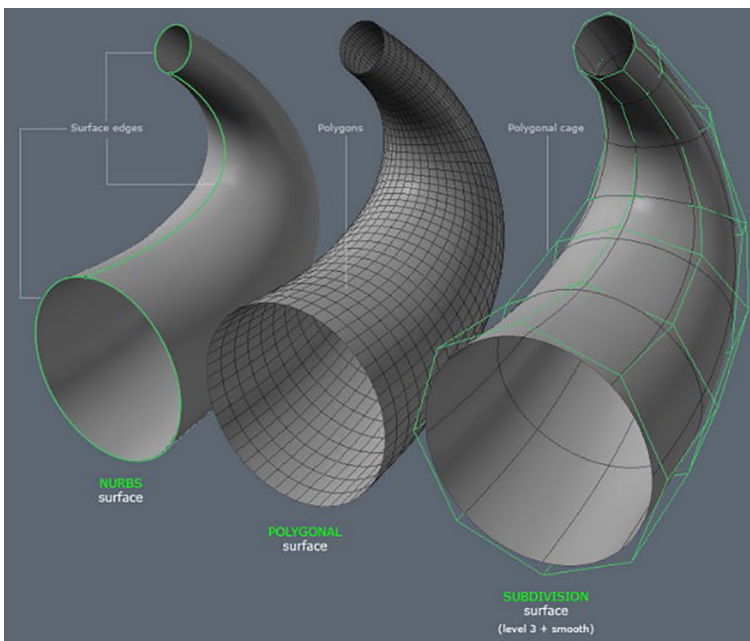 Surface edges
Polygons
Polygonal cage
NURBS
surface
POLYGONAL
surface
SUBDIVISION
surface
(level 3 + smooth)